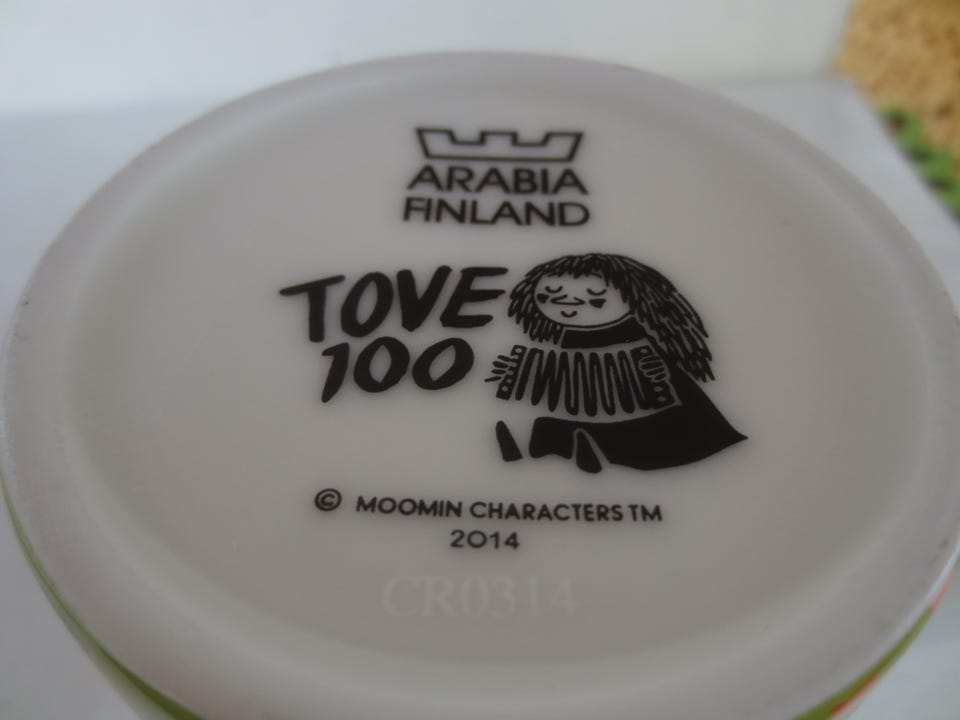 ARABIA
FINLAND
TOVE
100
© MOOMIN CHARACTERS TM
2014
CR0314